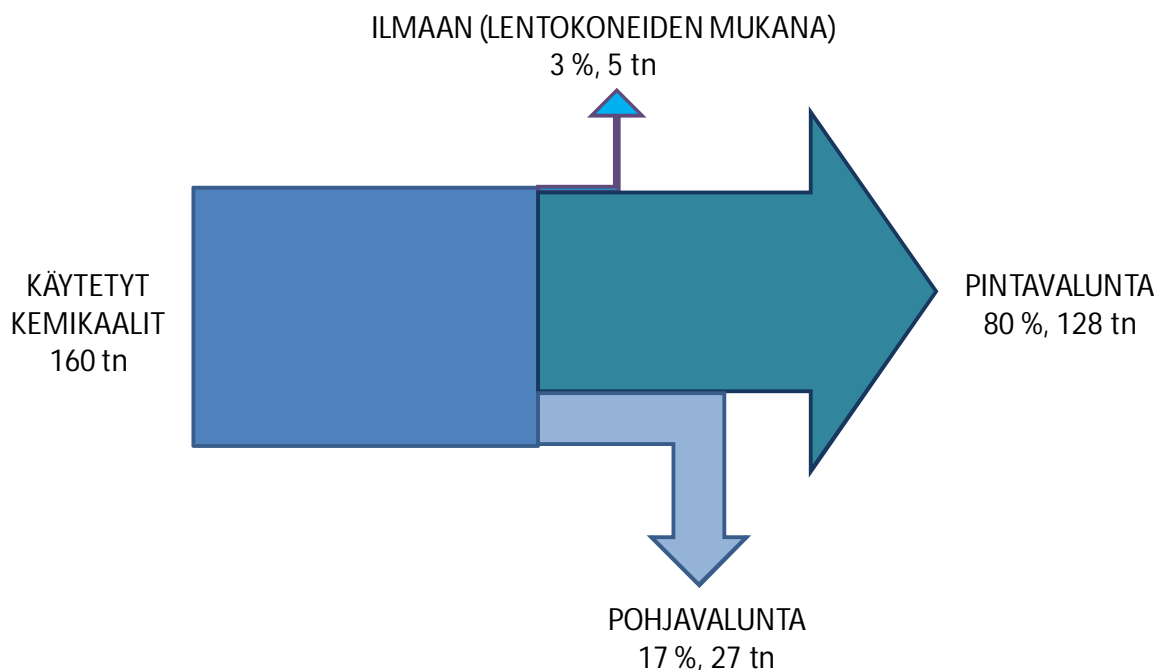 ILMAAN (LENTOKONEIDEN MUKANA)
3 %, 5 tn
KÄYTETYT
KEMIKAALIT
160 tn
PINTAVALUNTA
80 %, 128 tn
POHJAVALUNTA
17 %, 27 tn